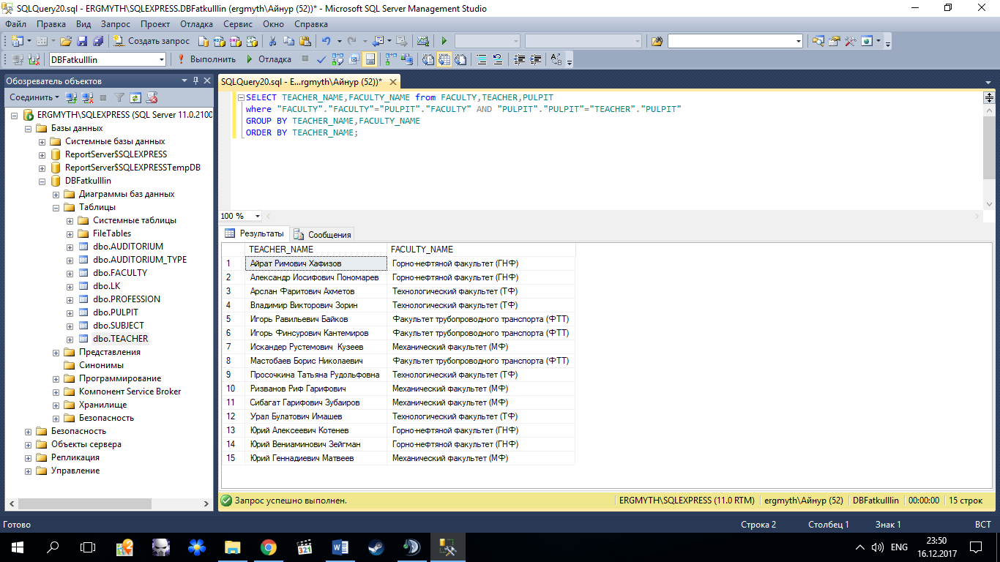 SQLQuery20.sql - ERGMYTH\SQLEXPRESS.DBFatkulllin (ergmyth\Айнур (52))* - Microsoft SQL Server Management Studio
Файл Правка Вид Запрос Проект Отладка Сервис Окно Справка
Создать запрос
DBFatkulllin Выполнить Отладка
Обозреватель объектов
Соединить
ERGMYTH\SQLEXPRESS (SQL Server 11.0.2100
Базы данных
Системные базы данных
ReportServer$SQLEXPRESS
ReportServer$SQLEXPRESSTempDB
DBFatkulllin
Диаграммы баз данных
Таблицы
Системные таблицы
FileTables
dbo.AUDITORIUM
dbo.AUDITORIUM_TYPE
dbo.FACULTY
dbo.LK
dbo.PROFESSION
dbo.PULPIT
dbo.SUBJECT
dbo.TEACHER
Представления
Синонимы
Программирование
Компонент Service Broker
Хранилище
Безопасность
Безопасность
Объекты сервера
Репликация
Управление
SQLQuery20.sql - E...rgmyth\Айнур (52))*
SELECT TEACHER_NAME,FACULTY_NAME from FACULTY,TEACHER,PULPIT
where "FACULTY"."FACULTY"="PULPIT"."FACULTY" AND "PULPIT"."PULPIT"="TEACHER"."PULPIT"
GROUP BY TEACHER_NAME,FACULTY_NAME
ORDER BY TEACHER_NAME;
100 %
Результаты Сообщения
TEACHER_NAME FACULTY_NAME
1 Айрат Римович Хафизов Горно-нефтяной факультет (ГНФ)
2 Александр Иосифович Пономарев Горно-нефтяной факультет (ГНФ)
3 Арслан Фаритович Ахметов Технологический факультет (ТФ)
4 Владимир Викторович Зорин Технологический факультет (ТФ)
5 Игорь Равильевич Байков Факультет трубопроводного транспорта (ФТТ)
6 Игорь Финсурович Кантемиров Факультет трубопроводного транспорта (ФТТ)
7 Искандер Рустемович Кузеев Механический факультет (МФ)
8 Мастобаев Борис Николаевич Факультет трубопроводного транспорта (ФТТ)
9 Просочкина Татьяна Рудольфовна Технологический факультет (ТФ)
10 Ризванов Риф Гарифович Механический факультет (МФ)
11 Сибагат Гарифович Зубаиров Механический факультет (МФ)
12 Урал Булатович Имашев Технологический факультет (ТФ)
13 Юрий Алексеевич Котенев Горно-нефтяной факультет (ГНФ)
14 Юрий Вениаминович Зейгман Горно-нефтяной факультет (ГНФ)
15 Юрий Геннадиевич Матвеев Механический факультет (МФ)
Запрос успешно выполнен. ERGMYTH\SQLEXPRESS (11.0 RTM) ergmyth\Айнур (52) DBFatkulllin 00:00:00 15 строк
Готово Строка 2 Столбец 1 Знак 1 ВСТ
321 ENG 23:50
16.12.2017